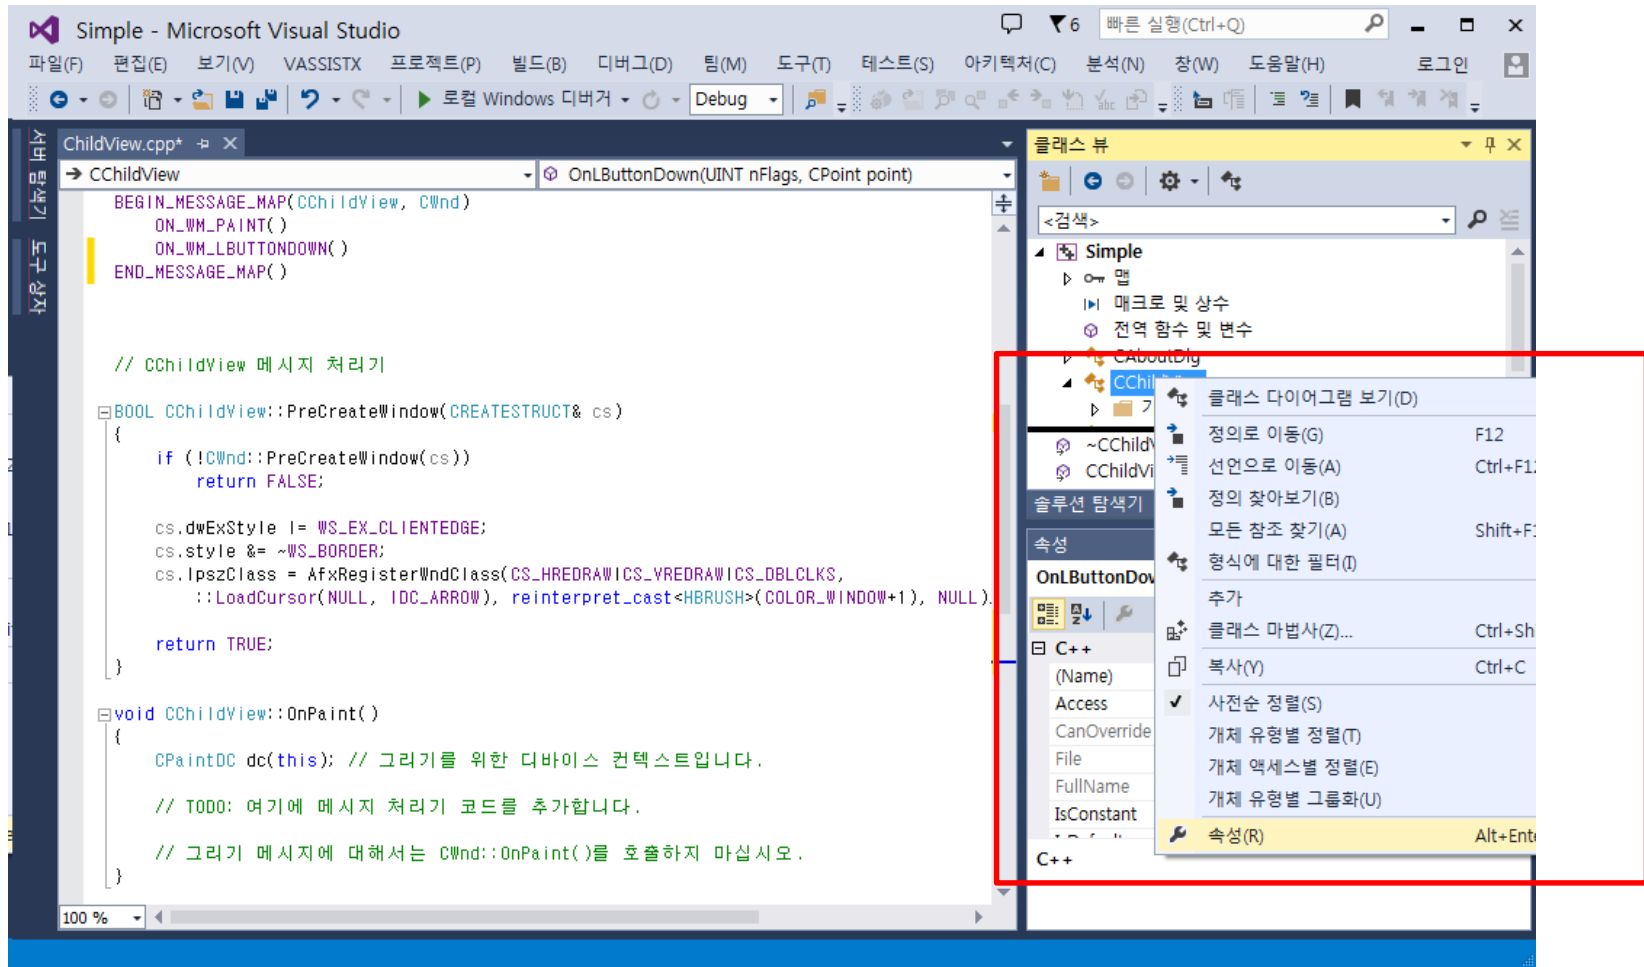 Simple - Microsoft Visual Studio
6
빠른 실행(Ctrl+Q)
파일(F) 편집(E) 보기(V) VASSISTX 프로젝트(P) 빌드(B) 디버그(D) 팀(M) 도구(T) 테스트(S) 아키텍처(C) 분석(N) 창(W) 도움말(H) 로그인
로컬 Windows 디버거 Debug
서버 탐색기
도구 상자
ChildView.cpp*
CChildView
OnLButtonDown(UINT nFlags, CPoint point)
BEGIN_MESSAGE_MAP(CChildView, CWnd)
ON_WM_PAINT()
ON_WM_LBUTTONDOWN()
END_MESSAGE_MAP()
// CChildView 메시지 처리기
BOOL CChildView::PreCreateWindow(CREATESTRUCT& cs)
{
if (!CWnd::PreCreateWindow(cs))
return FALSE;
cs.dwExStyle |= WS_EX_CLIENTEDGE;
cs.style &= ~WS_BORDER;
cs.lpszClass = AfxRegisterWndClass(CS_HREDRAW|CS_VREDRAW|CS_DBLCLKS,
::LoadCursor(NULL, IDC_ARROW), reinterpret_cast<HBRUSH>(COLOR_WINDOW+1), NULL)
return TRUE;
}
void CChildView::OnPaint()
{
CPaintDC dc(this); // 그리기를 위한 디바이스 컨텍스트입니다.
// TODO: 여기에 메시지 처리기 코드를 추가합니다.
// 그리기 메시지에 대해서는 CWnd::OnPaint()를 호출하지 마십시오.
}
100 %
클래스 뷰
<검색>
Simple
맵
매크로 및 상수
전역 함수 및 변수
CAboutDlg
CChil
~CChildV
CChildVi
솔루션 탐색기
속성
OnLButtonDov
C++
(Name)
Access
CanOverride
File
FullName
IsConstant
C++
클래스 다이어그램 보기(D)
정의로 이동(G) F12
선언으로 이동(A) Ctrl+F1
정의 찾아보기(B)
모든 참조 찾기(A) Shift+F
형식에 대한 필터(I)
추가
클래스 마법사(Z)... Ctrl+Sh
복사(Y) Ctrl+C
사전순 정렬(S)
개체 유형별 정렬(T)
개체 액세스별 정렬(E)
개체 유형별 그룹화(U)
속성(R) Alt+Ent